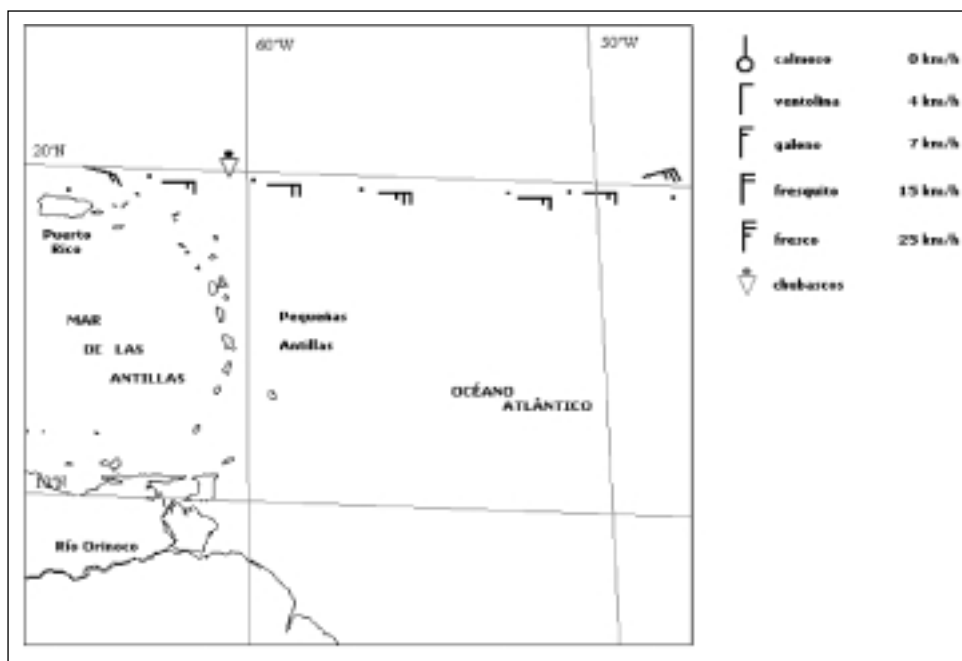 60°W
50°W
20°N
Puerto
Rico
MAR
DE LAS
ANTILLAS
Pequeñas
Antillas
OCÉANO
ATLÁNTICO
Río Orinoco
calmoso 0 km/h
ventolina 4 km/h
galeno 7 km/h
fresquito 15 km/h
fresco 25 km/h
chubascos